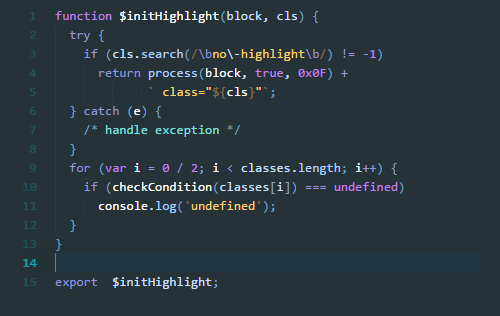 1 function $initHighlight(block, cls) {
2 try {
3 if (cls.search(/\bno\-highlight\b/) != -1)
4 return process(block, true, 0x0F) +
5 ` class="${cls}"`;
6 } catch (e) {
7 /* handle exception */
8 }
9 for (var i = 0 / 2; i < classes.length; i++) {
10 if (checkCondition(classes[i]) === undefined)
11 console.log('undefined');
12 }
13 }
14
15 export  $initHighlight;